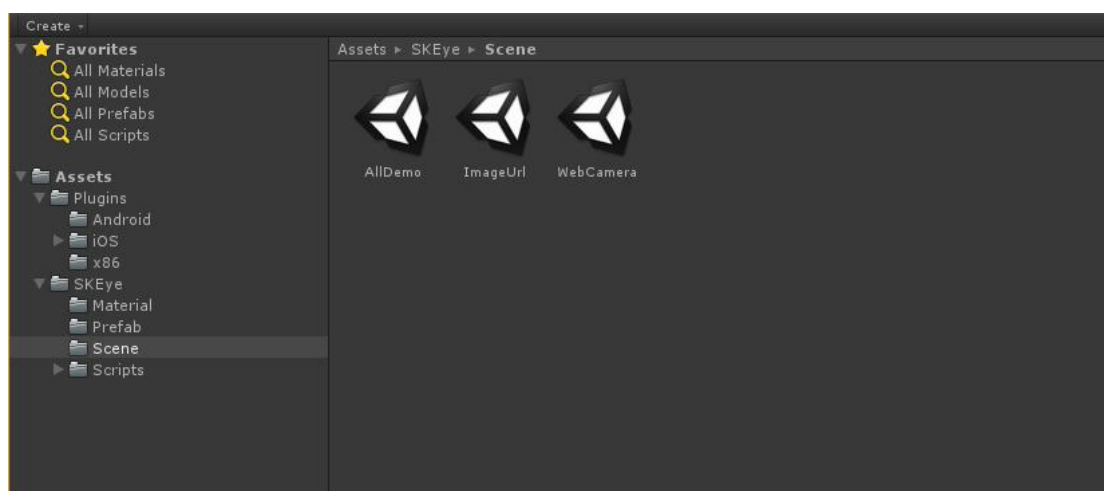 Create
Favorites
All Materials
All Models
All Prefabs
All Scripts
Assets
Plugins
Android
iOS
x86
SKEye
Material
Prefab
Scene
Scripts
Assets ▸ SKEye ▸ Scene
AllDemo ImageUrl WebCamera